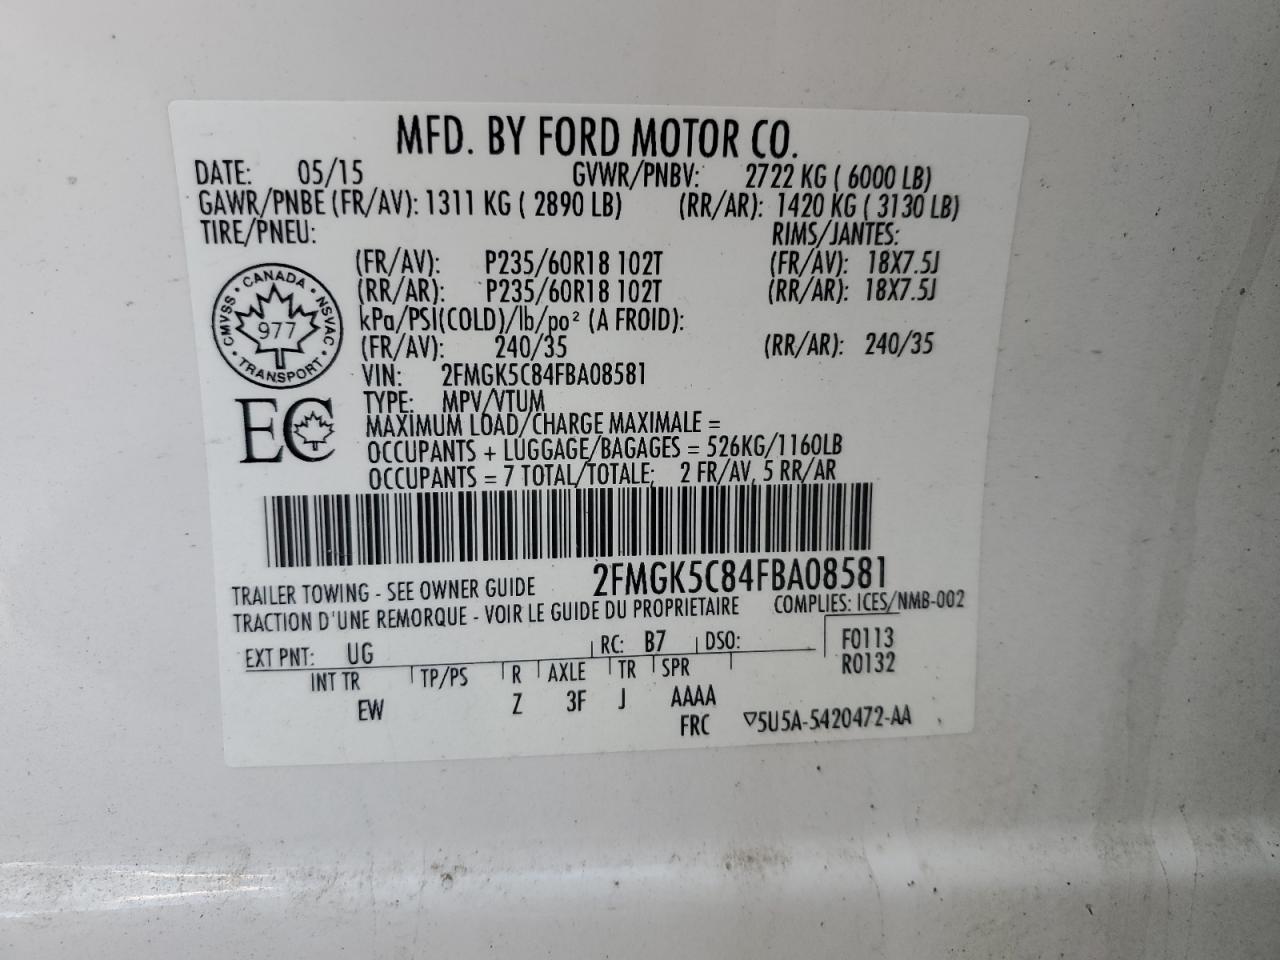 MFD. BY FORD MOTOR CO.
DATE: 05/15 GVWR/PNBV: 2722 KG ( 6000 LB)
GAWR/PNBE (FR/AV): 1311 KG ( 2890 LB) (RR/AR): 1420 KG ( 3130 LB)
TIRE/PNEU: RIMS/JANTES:
(FR/AV): P235/60R18 102T (FR/AV): 18X7.5J
(RR/AR): P235/60R18 102T (RR/AR): 18X7.5J
kPa/PSI(COLD)/lb/po² (A FROID):
(FR/AV): 240/35 (RR/AR): 240/35
CANADA
CMVSS NSVAC
977
TRANSPORT
VIN: 2FMGK5C84FBA08581
TYPE: MPV/VTUM
EC
MAXIMUM LOAD/CHARGE MAXIMALE =
OCCUPANTS + LUGGAGE/BAGAGES = 526KG/1160LB
OCCUPANTS = 7 TOTAL/TOTALE; 2 FR/AV, 5 RR/AR
2FMGK5C84FBA08581
TRAILER TOWING - SEE OWNER GUIDE
TRACTION D'UNE REMORQUE - VOIR LE GUIDE DU PROPRIETAIRE COMPLIES: ICES/NMB-002
EXT PNT: UG RC: B7 DSO: F0113
INT TR TP/PS R AXLE TR SPR R0132
EW Z 3F J AAAA
FRC ▽5U5A-5420472-AA